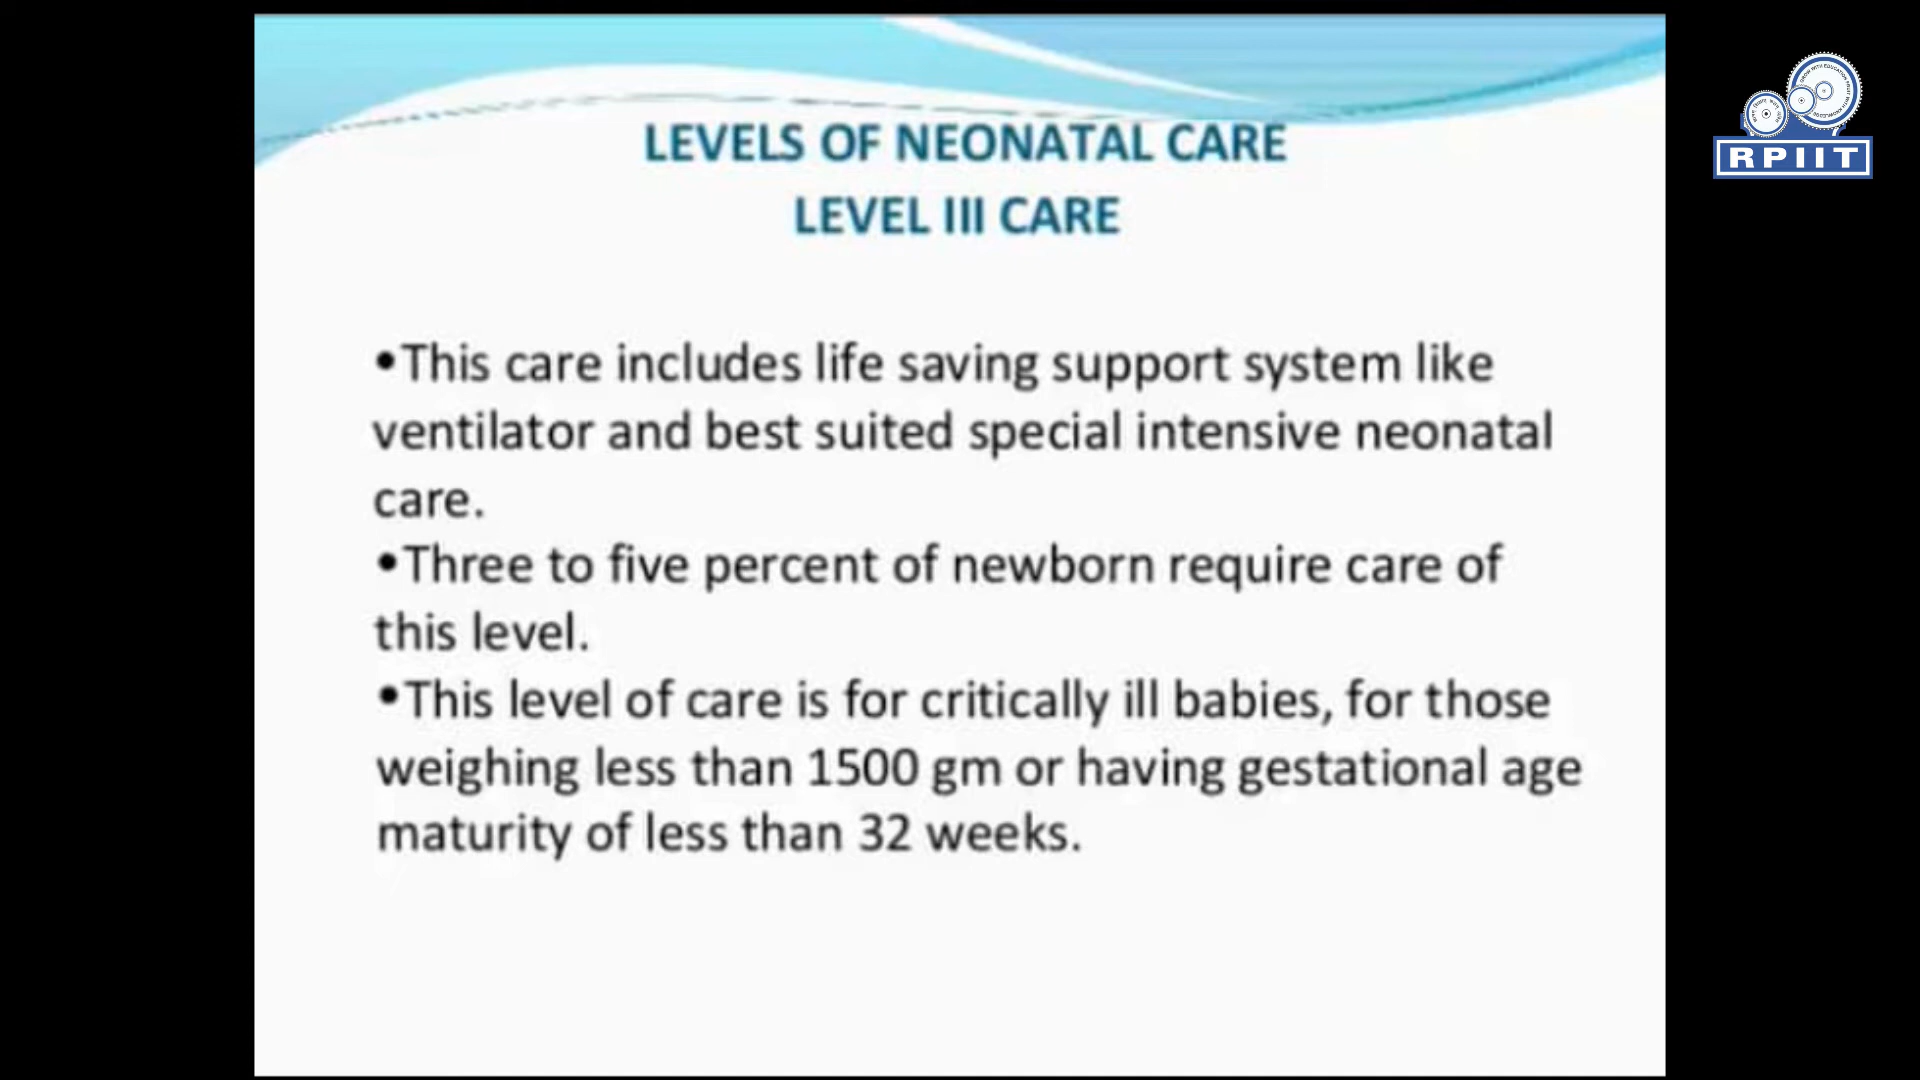 LEVELS OF NEONATAL CARE
LEVEL III CARE
•This care includes life saving support system like
ventilator and best suited special intensive neonatal
care.
•Three to five percent of newborn require care of
this level.
•This level of care is for critically ill babies, for those
weighing less than 1500 gm or having gestational age
maturity of less than 32 weeks.
RPIIT